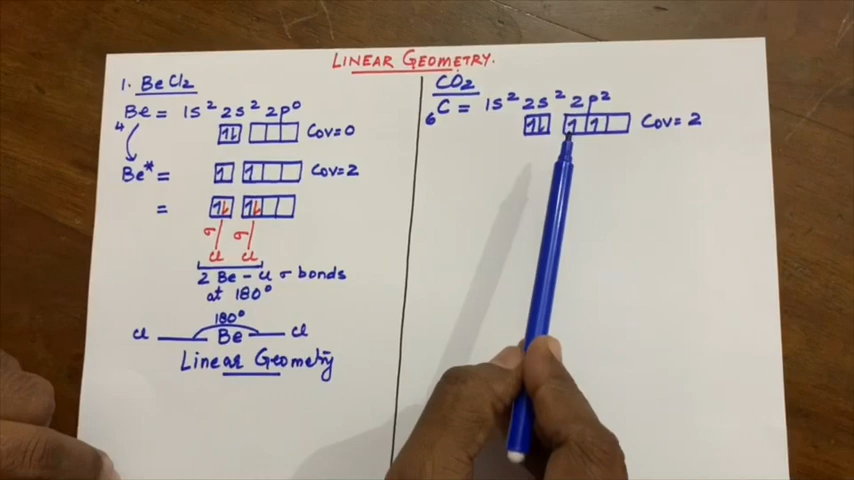 LINEAR GEOMETRY.
1. BeCl2
Be = 1s² 2s² 2p⁰
4
↑↓ Cov=0
Be* = ↑ ↑ Cov=2
= ↑↓ ↑↓
σ σ
Cl Cl
2 Be-Cl σ bonds
at 180°
180°
Cl Be Cl
Linear Geometry
CO2
6C = 1s² 2s² 2p²
↑↓ ↑ ↑ Cov= 2